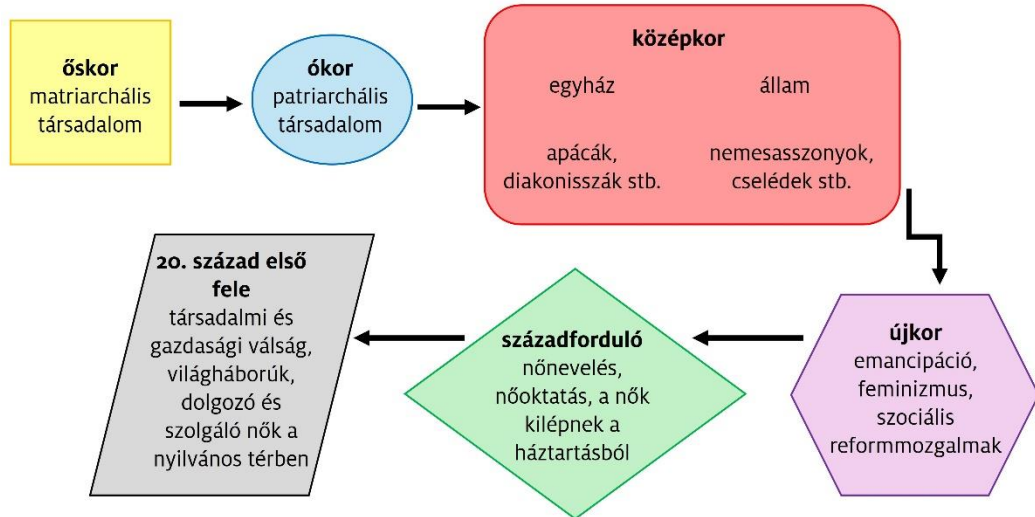 őskor
matriarchális
társadalom
ókor
patriarchális
társadalom
középkor
egyház
állam
apácák,
diakonisszák stb.
nemesasszonyok,
cselédek stb.
újkor
emancipáció,
feminizmus,
szociális
reformmozgalmak
századforduló
nőnevelés,
nőoktatás, a nők
kilépnek a
háztartásból
20. század első
fele
társadalmi és
gazdasági válság,
világháborúk,
dolgozó és
szolgáló nők a
nyilvános térben